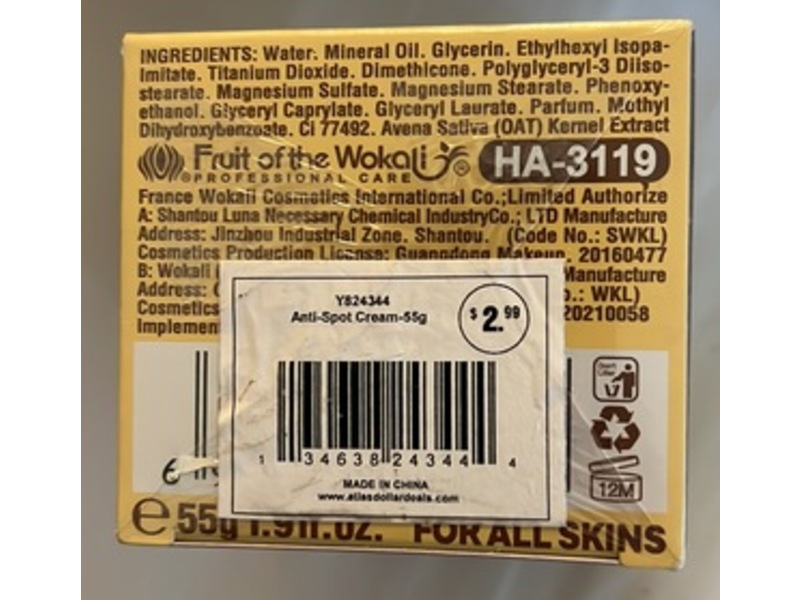 INGREDIENTS: Water. Mineral Oil. Glycerin. Ethylhexyl Isopa-
lmitate. Titanium Dioxide. Dimethicone. Polyglyceryl-3 Diiso-
stearate. Magnesium Sulfate. Magnesium Stearate. Phenoxy-
ethanol. Glyceryl Caprylate. Glyceryl Laurate. Parfum. Mothyl
Dihydroxybenzoate. Ci 77492. Avena Sativa (OAT) Kernel Extract
® Fruit of the Wokali ® HA-3119
PROFESSIONAL CARE
France Wokali Cosmetics International Co.;Limited Authorize
A: Shantou Luna Necessary Chemical IndustryCo.; LTD Manufacture
Address: Jinzhou Industrial Zone. Shantou. (Code No.: SWKL)
Cosmetics Production License: Guangdong Makeup. 20160477
B: Wokali ( Manufacture
Address: .: WKL)
Cosmetics 20210058
Implemen
Y824344
Anti-Spot Cream-55g
$2.99
1 34638 24344 4
MADE IN CHINA
www.atlasdollardeals.com
Don't
Litter
12M
6
e 55g 1.9fl.oz. FOR ALL SKINS